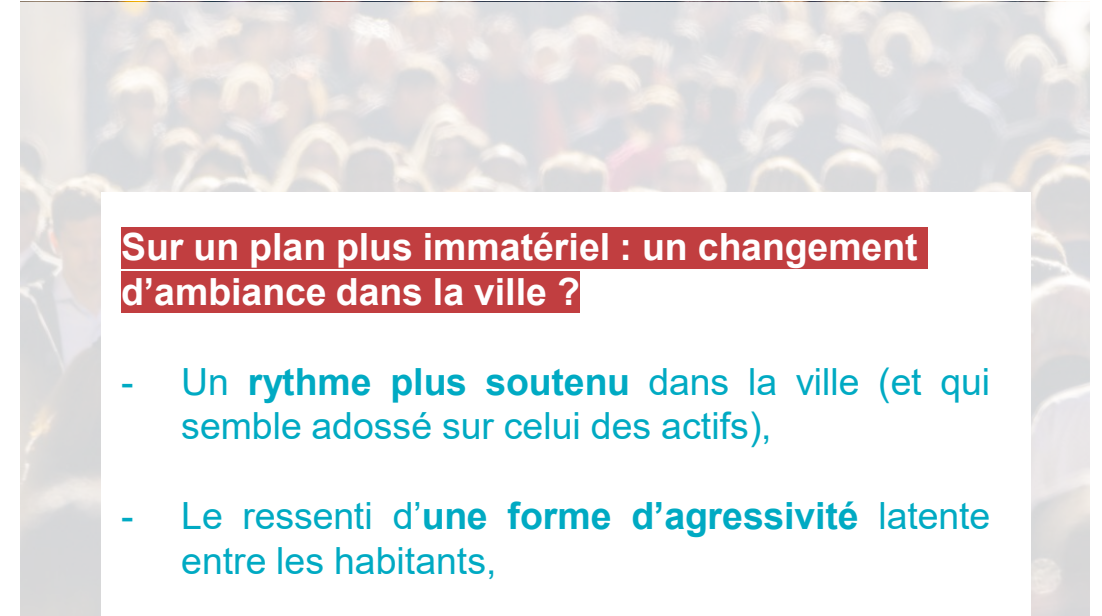 Sur un plan plus immatériel : un changement
d’ambiance dans la ville ?
- Un rythme plus soutenu dans la ville (et qui
semble adossé sur celui des actifs),
- Le ressenti d’une forme d’agressivité latente
entre les habitants,